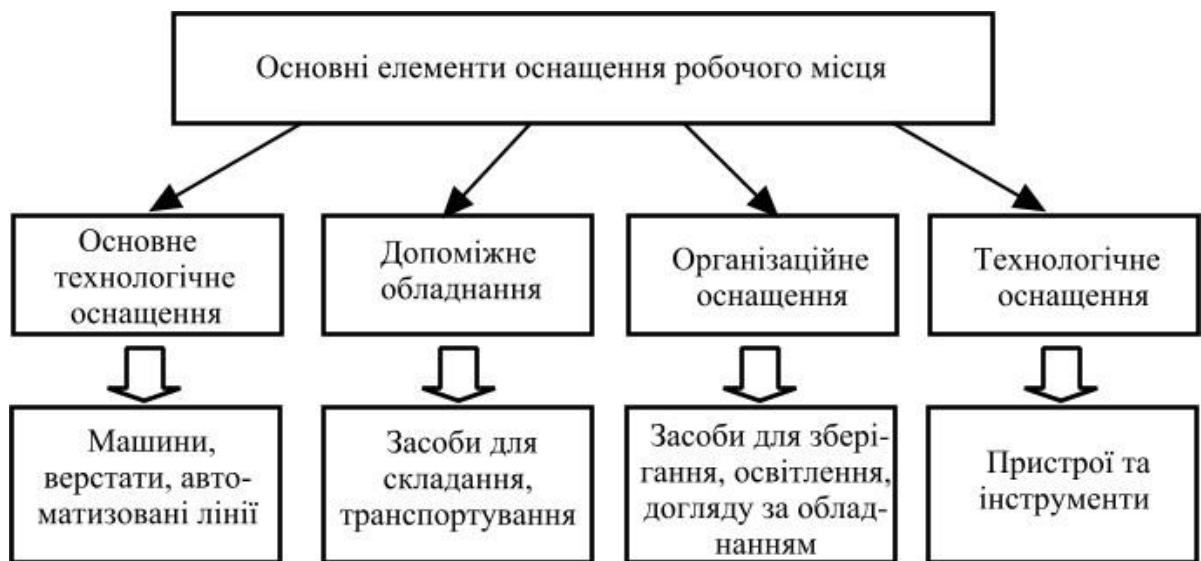 Основні елементи оснащення робочого місця
Основне
технологічне
оснащення
Допоміжне
обладнання
Організаційне
оснащення
Технологічне
оснащення
Машини,
верстати, авто-
матизовані лінії
Засоби для
складання,
транспортування
Засоби для збері-
гання, освітлення,
догляду за облад-
нанням
Пристрої та
інструменти